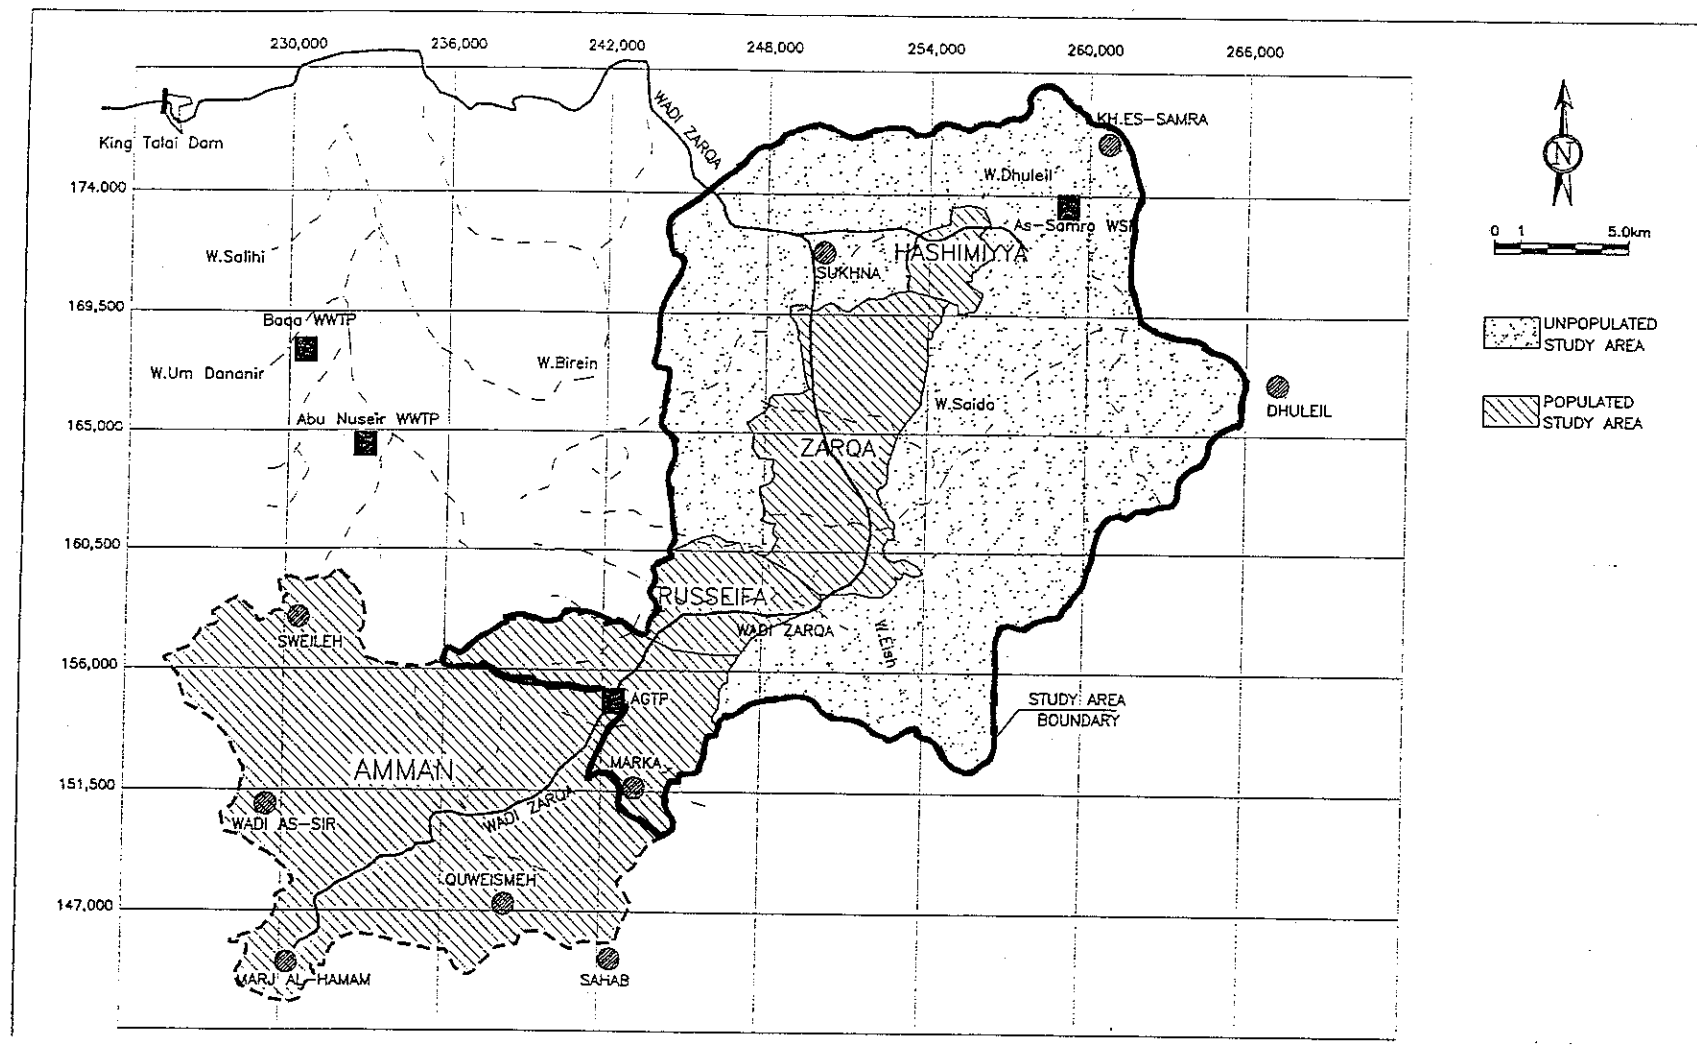 230,000 236,000 242,000 248,000 254,000 260,000 266,000
WADI ZARQA
King Talal Dam
KH.ES-SAMRA
N
174,000
W.Dhuleil
As-Samra WSP
0 1 5.0km
W.Salihi
HASHIMIYYA
SUKHNA
169,500
Baqa WWTP
UNPOPULATED
STUDY AREA
W.Um Dananir
W.Birein
W.Saida
DHULEIL
POPULATED
STUDY AREA
Abu Nuseir WWTP
165,000
ZARQA
160,500
RUSSEIFA
SWEILEH
WADI ZARQA
W.Eish
156,000
AGTP
STUDY AREA
BOUNDARY
AMMAN
MARKA
151,500
WADI ZARQA
WADI AS-SIR
QUWEISMEH
147,000
MARJ AL-HAMAM
SAHAB